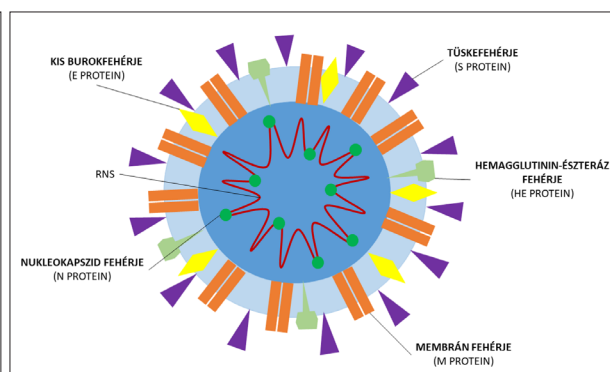 KIS BUROKFEHÉRJE
(E PROTEIN)
TÜSKEFEHÉRJE
(S PROTEIN)
RNS
HEMAGGLUTININ-ÉSZTERÁZ
FEHÉRJE
(HE PROTEIN)
NUKLEOKAPSZID FEHÉRJE
(N PROTEIN)
MEMBRÁN FEHÉRJE
(M PROTEIN)